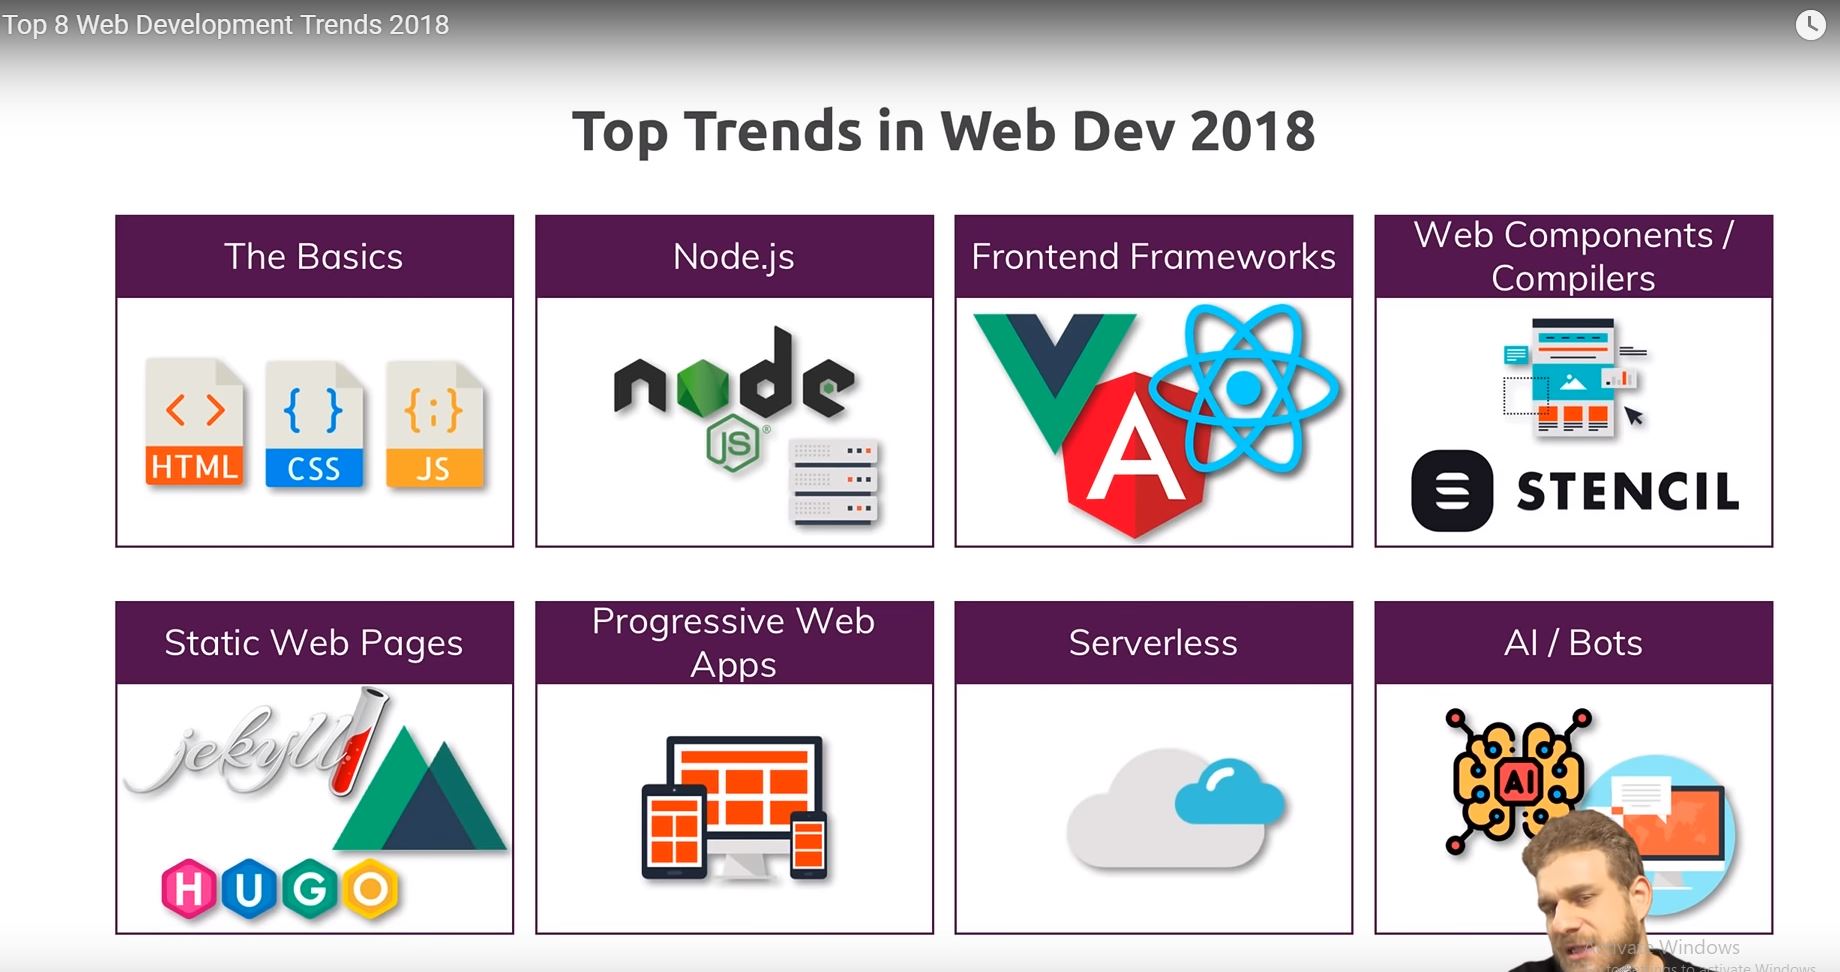 Top 8 Web Development Trends 2018
Top Trends in Web Dev 2018
The Basics
HTML
CSS
JS
Node.js
node
JS
®
Frontend Frameworks
A
Web Components /
Compilers
STENCIL
Static Web Pages
jekyll
HUGO
Progressive Web
Apps
Serverless
AI / Bots
AI
Activate Windows
to activate Windows